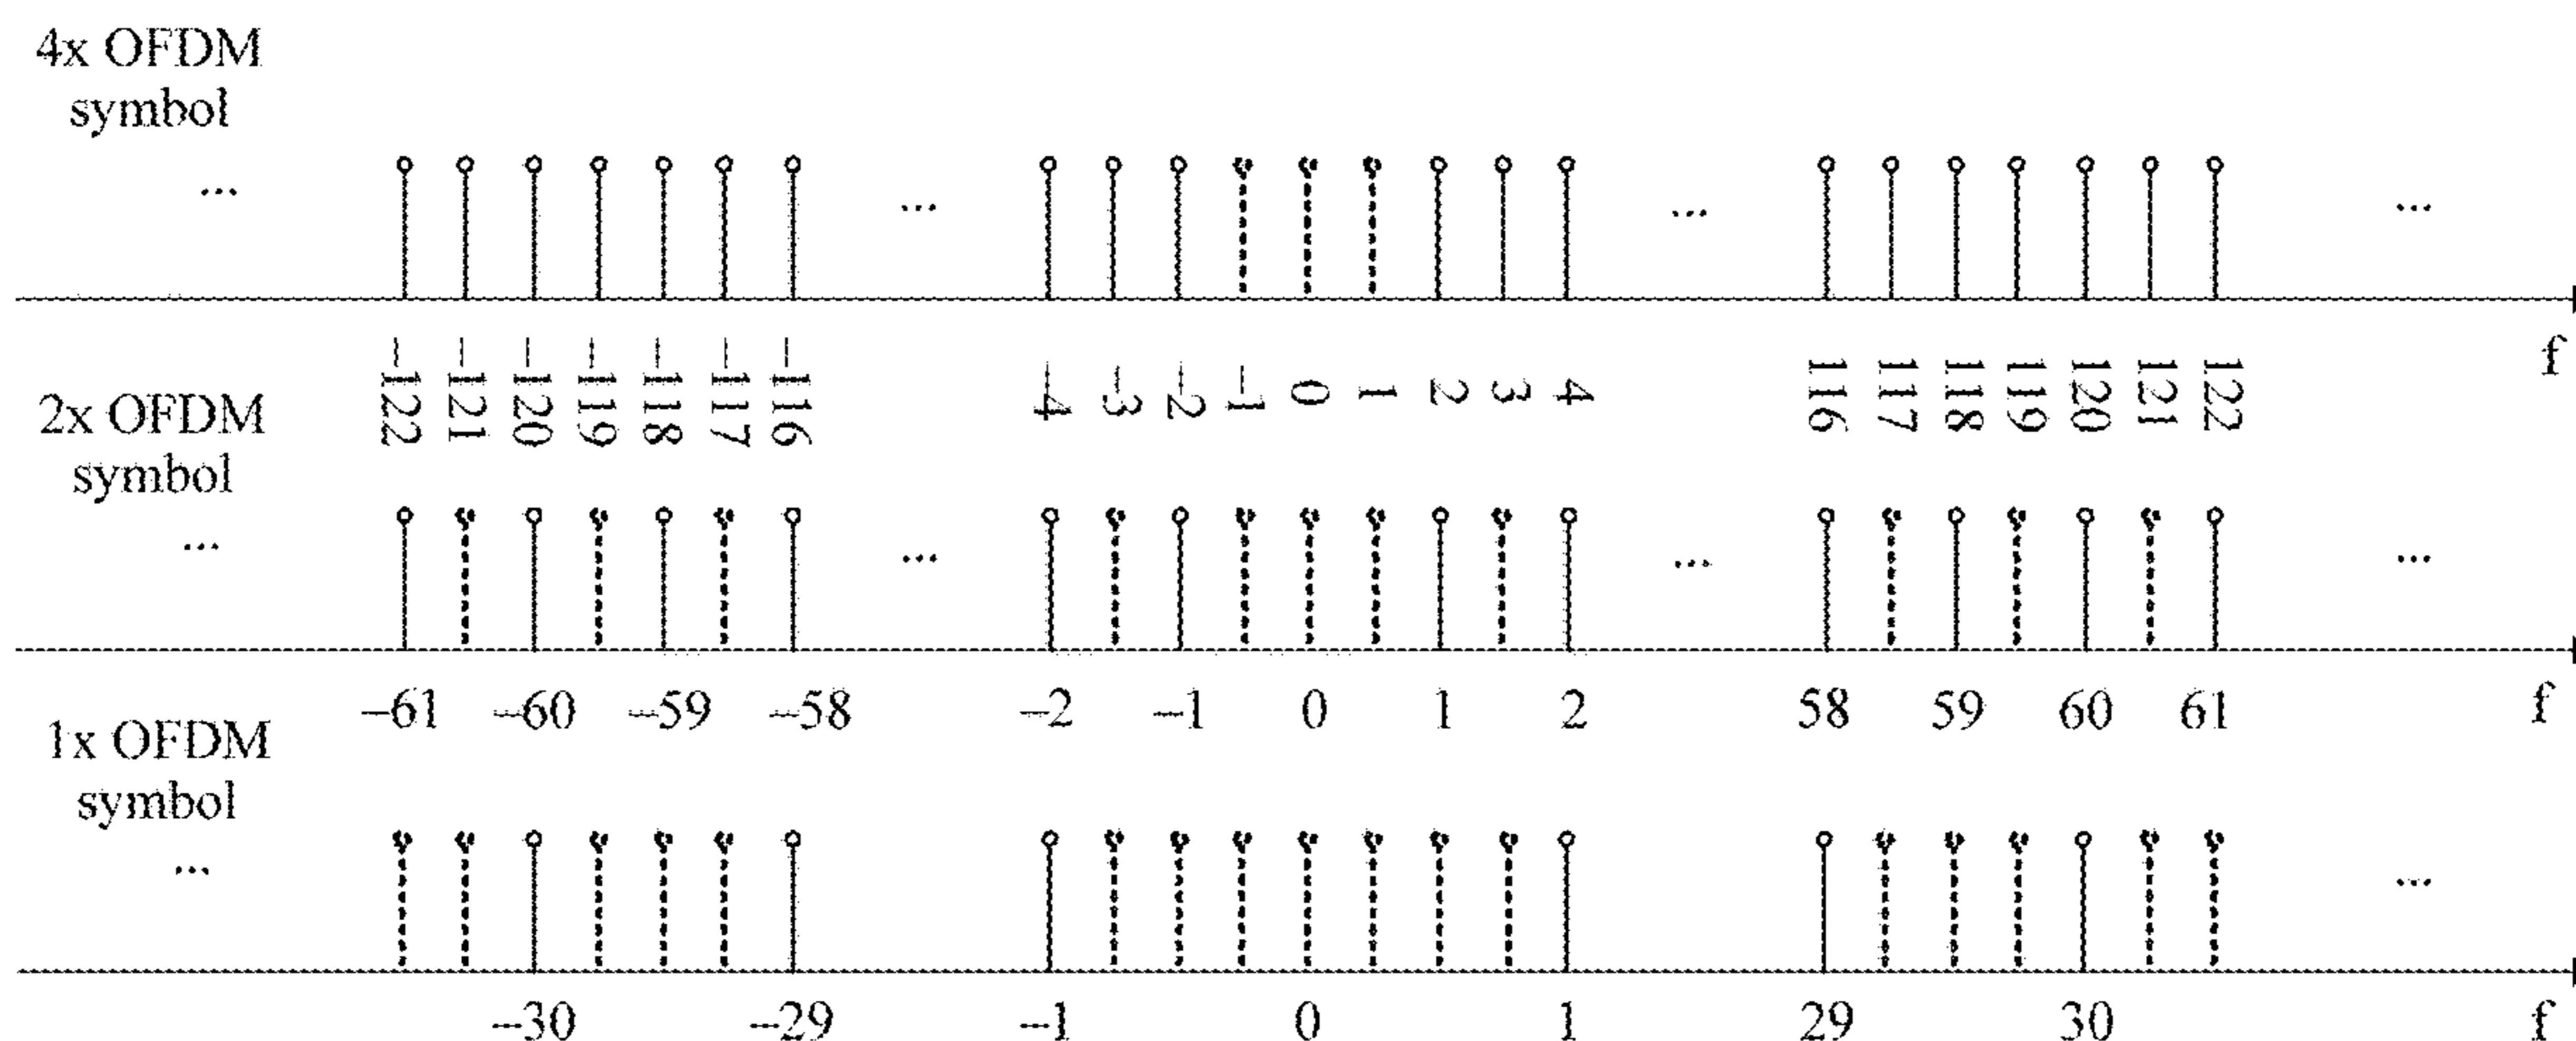 4x OFDM
symbol
... ... ... ...
f
-122 -121 -120 -119 -118 -117 -116 -4 -3 -2 -1 0 1 2 3 4 116 117 118 119 120 121 122
2x OFDM
symbol
... ... ... ...
-61 -60 -59 -58 -2 -1 0 1 2 58 59 60 61 f
1x OFDM
symbol
... ...
-30 -29 -1 0 1 29 30 f